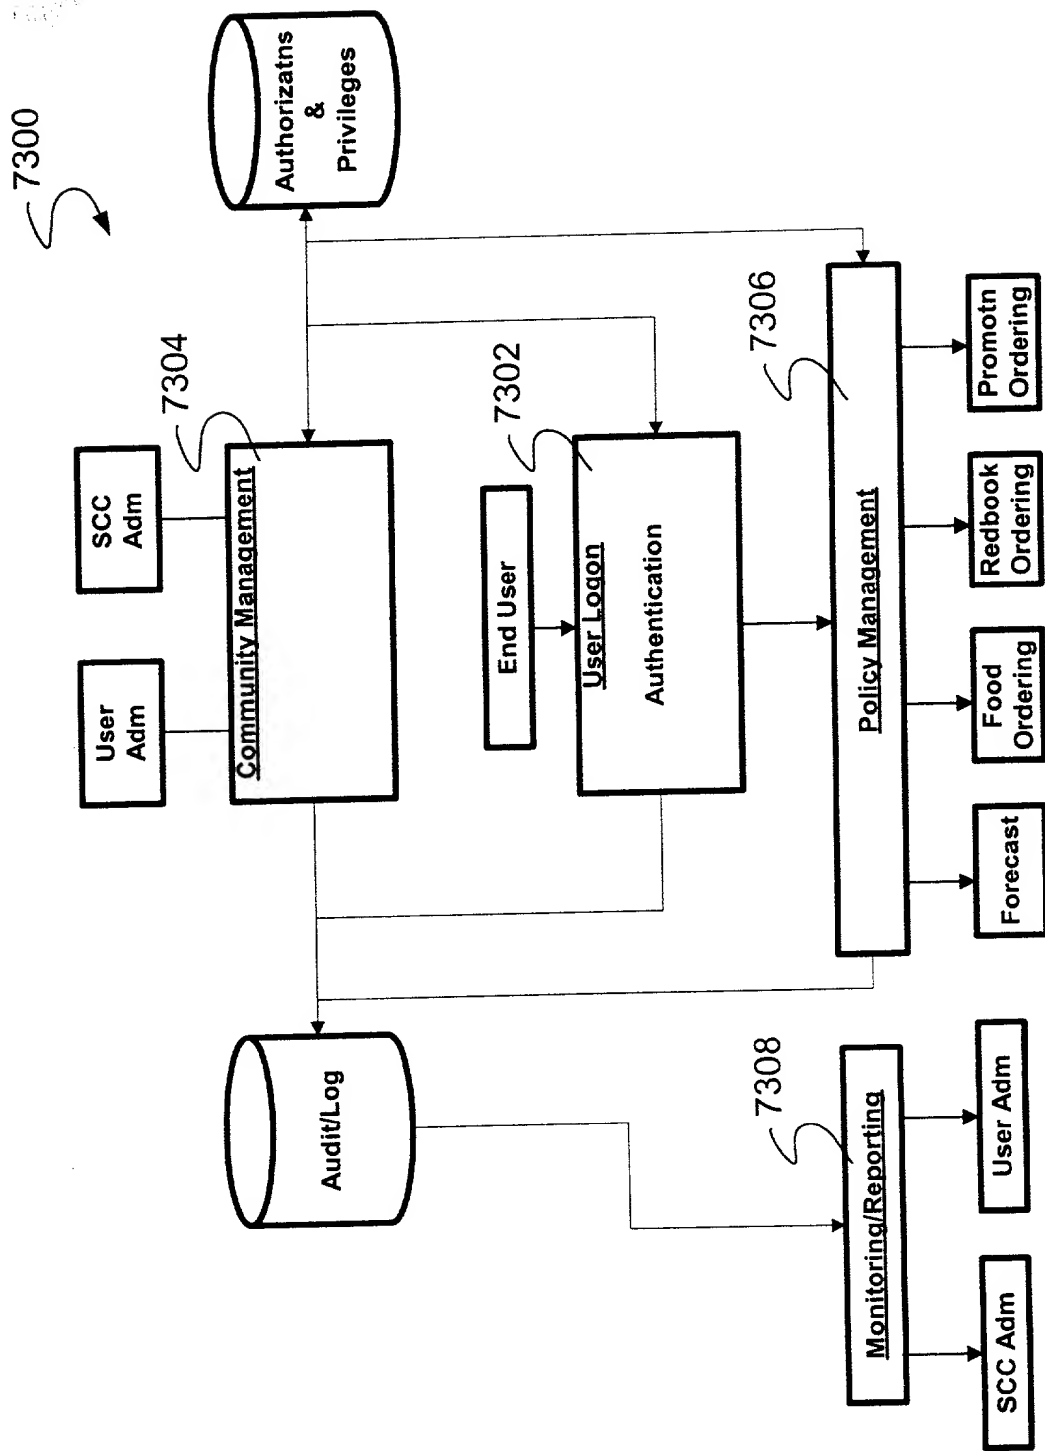 7300
User
Adm
SCC
Adm
7304
Community Management
Authorizatns
&
Privileges
Audit/Log
End User
7302
User Logon
Authentication
7308
Monitoring/Reporting
7306
Policy Management
SCC Adm
User Adm
Forecast
Food
Ordering
Redbook
Ordering
Promotn
Ordering